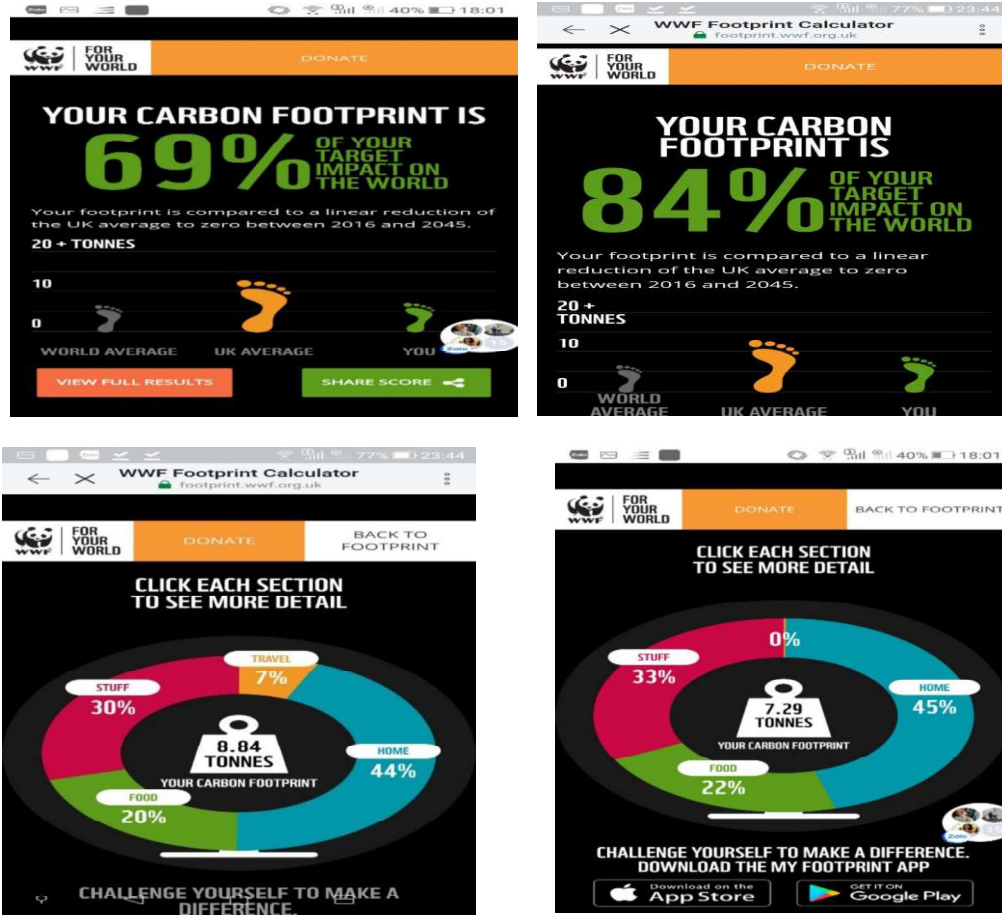 40% 18:01
WWF
FOR
YOUR
WORLD
DONATE
YOUR CARBON FOOTPRINT IS
69% OF YOUR
TARGET
IMPACT ON
THE WORLD
Your footprint is compared to a linear reduction of
the UK average to zero between 2016 and 2045.
20 + TONNES
10
0
WORLD AVERAGE UK AVERAGE YOU
Zalo 15
VIEW FULL RESULTS SHARE SCORE
77% 23:44
WWF Footprint Calculator
footprint.wwf.org.uk
WWF
FOR
YOUR
WORLD
DONATE
YOUR CARBON
FOOTPRINT IS
84% OF YOUR
TARGET
IMPACT ON
THE WORLD
Your footprint is compared to a linear
reduction of the UK average to zero
between 2016 and 2045.
20 +
TONNES
10
0
WORLD
AVERAGE UK AVERAGE YOU
77% 23:44
WWF Footprint Calculator
footprint.wwf.org.uk
WWF
FOR
YOUR
WORLD
DONATE
BACK TO
FOOTPRINT
CLICK EACH SECTION
TO SEE MORE DETAIL
TRAVEL
7%
STUFF
30%
8.84
TONNES
YOUR CARBON FOOTPRINT
HOME
44%
FOOD
20%
CHALLENGE YOURSELF TO MAKE A
DIFFERENCE.
40% 18:01
WWF
FOR
YOUR
WORLD
DONATE
BACK TO FOOTPRINT
CLICK EACH SECTION
TO SEE MORE DETAIL
0%
STUFF
33%
7.29
TONNES
YOUR CARBON FOOTPRINT
HOME
45%
FOOD
22%
Zalo 15
CHALLENGE YOURSELF TO MAKE A DIFFERENCE.
DOWNLOAD THE MY FOOTPRINT APP
Download on the
App Store
GET IT ON
Google Play